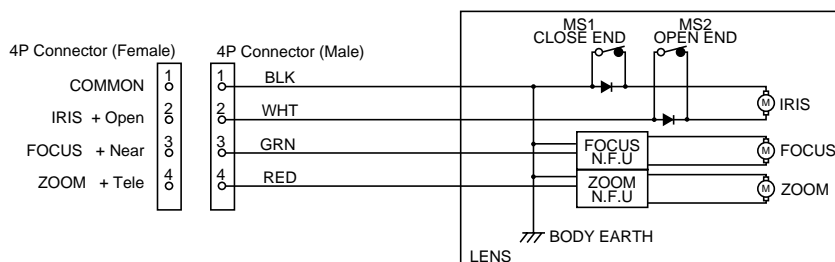 MS1
CLOSE END
MS2
OPEN END
4P Connector (Female)
4P Connector (Male)
COMMON 1 1 BLK
IRIS + Open 2 2 WHT
FOCUS + Near 3 3 GRN
ZOOM + Tele 4 4 RED
M IRIS
FOCUS
N.F.U
M FOCUS
ZOOM
N.F.U
M ZOOM
BODY EARTH
LENS